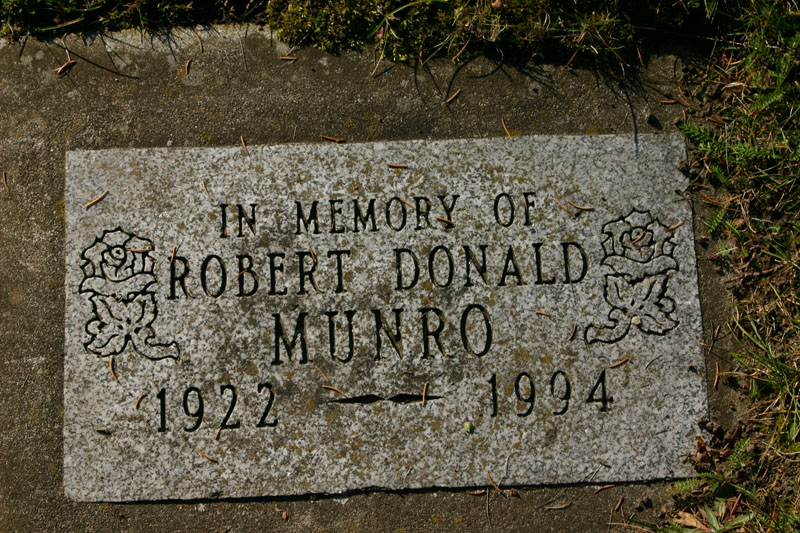 IN MEMORY OF
ROBERT DONALD
MUNRO
1922 1994